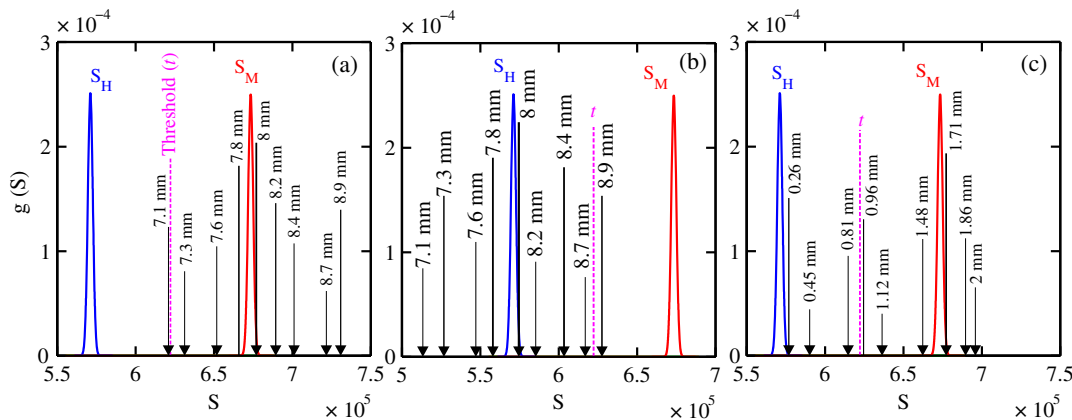 × 10⁻⁴
× 10⁻⁴
× 10⁻⁴
3
2
1
0
g (S)
S_H
Threshold (t)
S_M
(a)
7.1 mm
7.3 mm
7.6 mm
7.8 mm
8 mm
8.2 mm
8.4 mm
8.7 mm
8.9 mm
5.5
6
6.5
7
7.5
S
× 10⁵
3
2
1
0
S_H
(b)
S_M
t
7.1 mm
7.3 mm
7.6 mm
7.8 mm
8 mm
8.2 mm
8.4 mm
8.7 mm
8.9 mm
5
5.5
6
6.5
7
S
× 10⁵
3
2
1
0
S_H
t
S_M
(c)
0.26 mm
0.45 mm
0.81 mm
0.96 mm
1.12 mm
1.48 mm
1.71 mm
1.86 mm
2 mm
5.5
6
6.5
7
7.5
S
× 10⁵